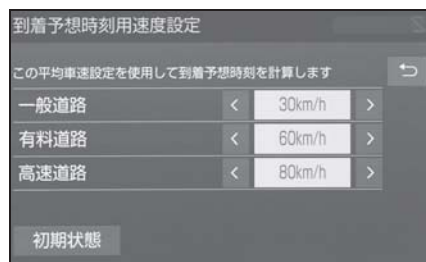 到着予想時刻用速度設定
この平均車速設定を使用して到着予想時刻を計算します
一般道路 < 30km/h >
有料道路 < 60km/h >
高速道路 < 80km/h >
初期状態